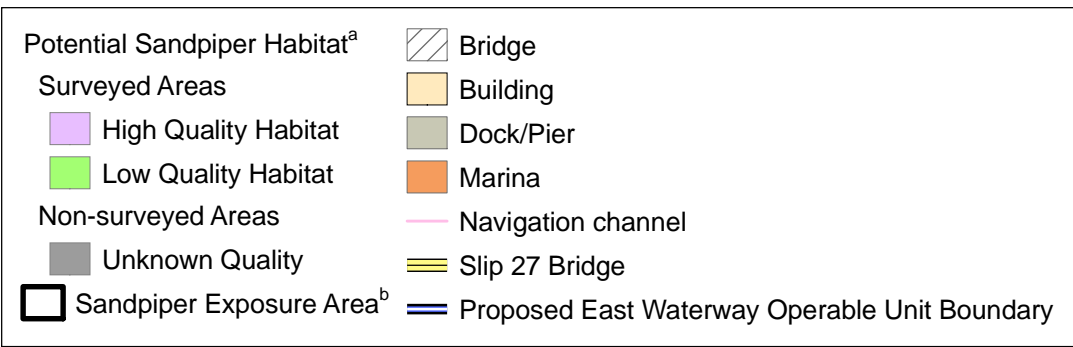 Potential Sandpiper Habitat^a
Surveyed Areas
High Quality Habitat
Low Quality Habitat
Non-surveyed Areas
Unknown Quality
Sandpiper Exposure Area^b
Bridge
Building
Dock/Pier
Marina
Navigation channel
Slip 27 Bridge
Proposed East Waterway Operable Unit Boundary